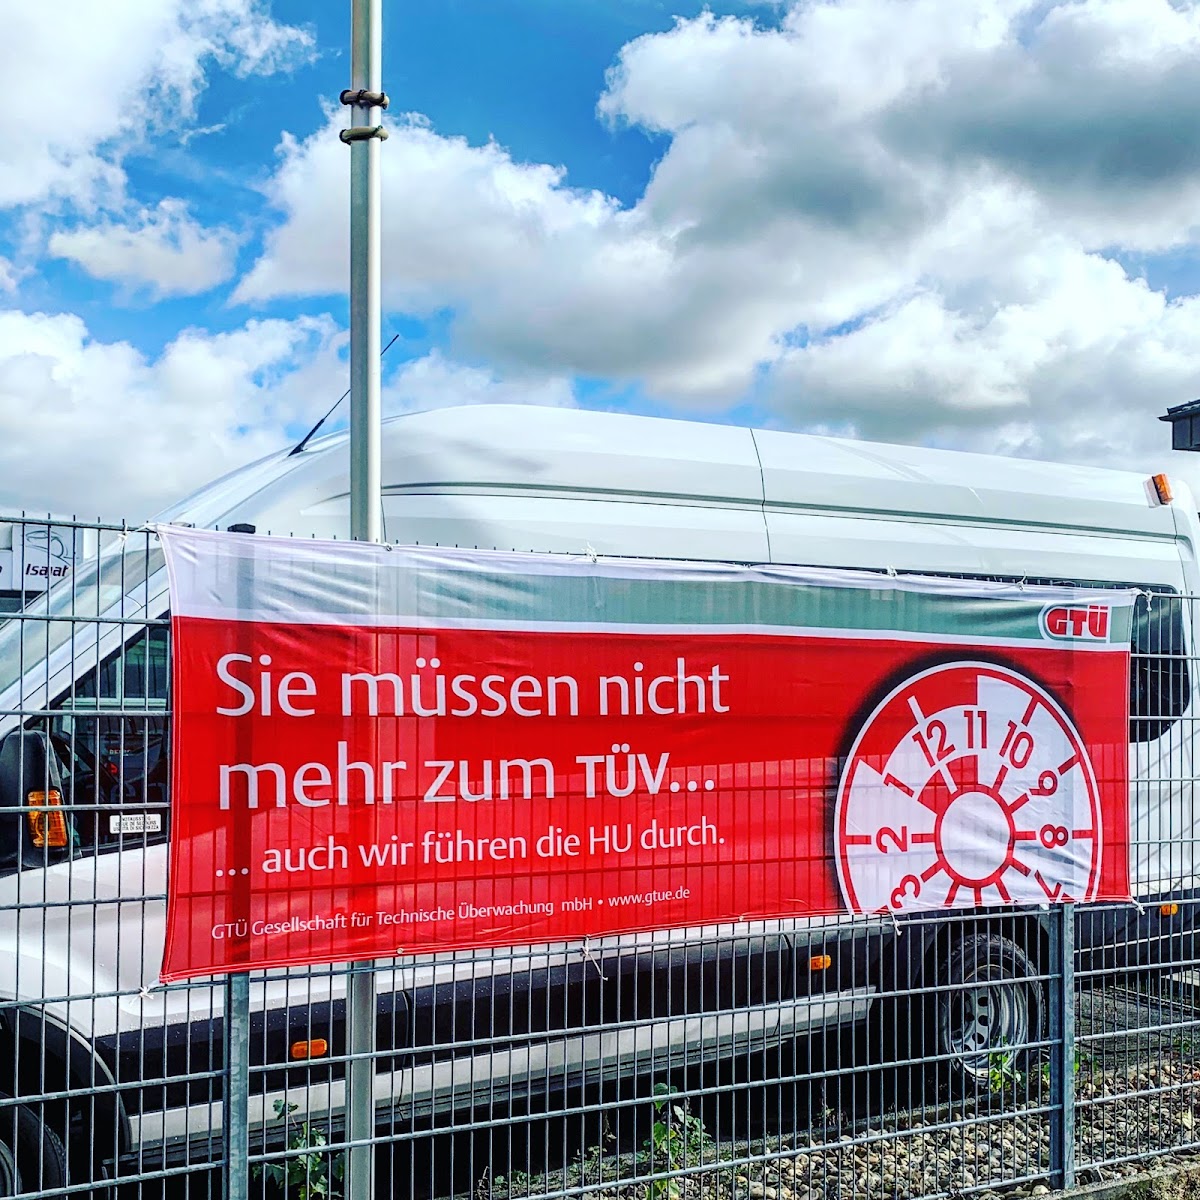 GTÜ
Sie müssen nicht
mehr zum TÜV...
... auch wir führen die HU durch.
GTÜ Gesellschaft für Technische Überwachung mbH • www.gtue.de
12 11 10
1 9
2 8
3 7